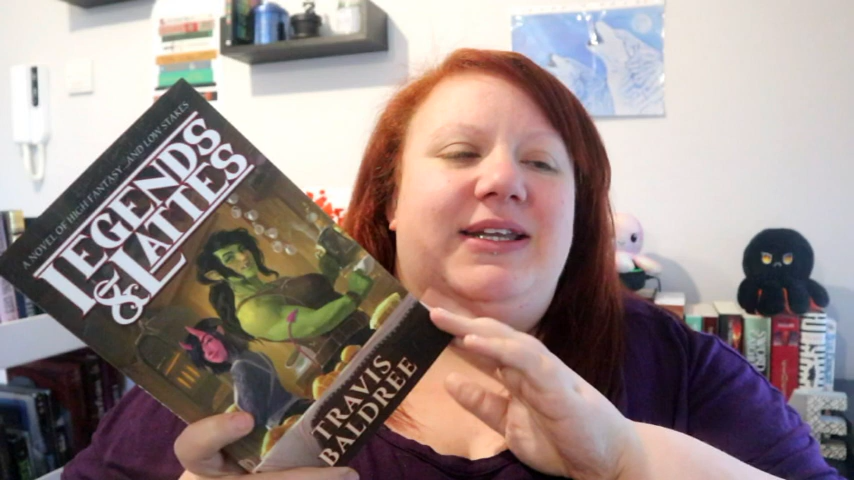 A NOVEL OF HIGH FANTASY AND LOW STAKES
LEGENDS
& LATTES
TRAVIS
BALDREE